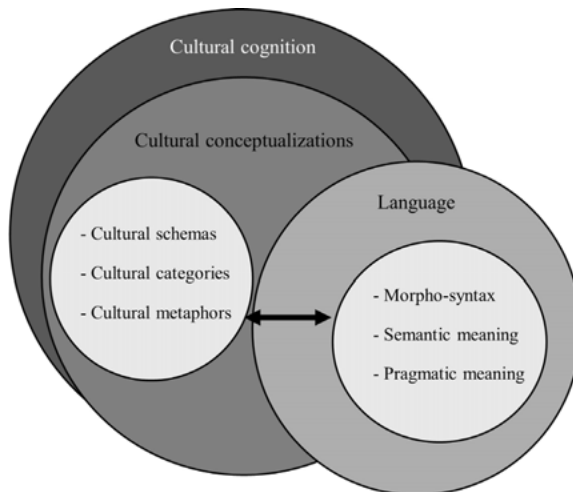 Cultural cognition
Cultural conceptualizations
- Cultural schemas
- Cultural categories
- Cultural metaphors
Language
- Morpho-syntax
- Semantic meaning
- Pragmatic meaning